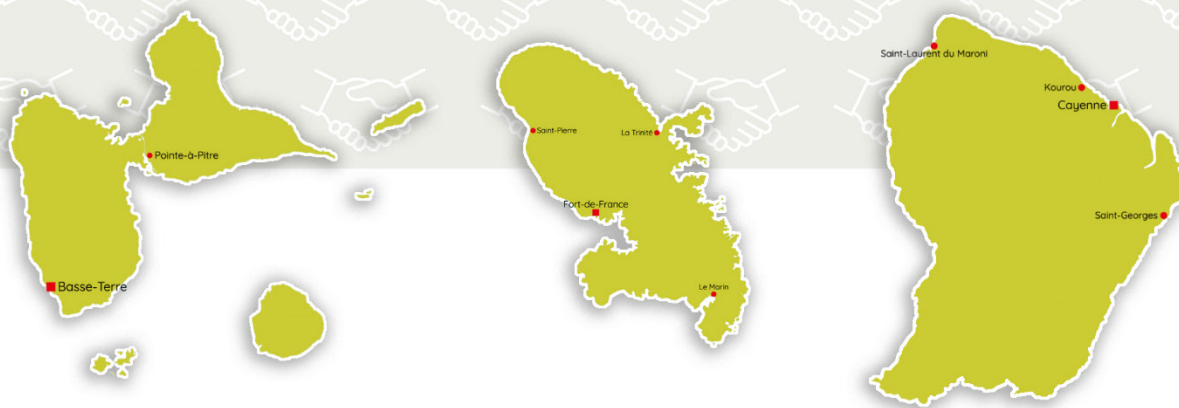 Pointe-à-Pitre
Basse-Terre
Saint-Pierre
La Trinité
Fort-de-France
Le Marin
Saint-Laurent du Maroni
Kourou
Cayenne
Saint-Georges